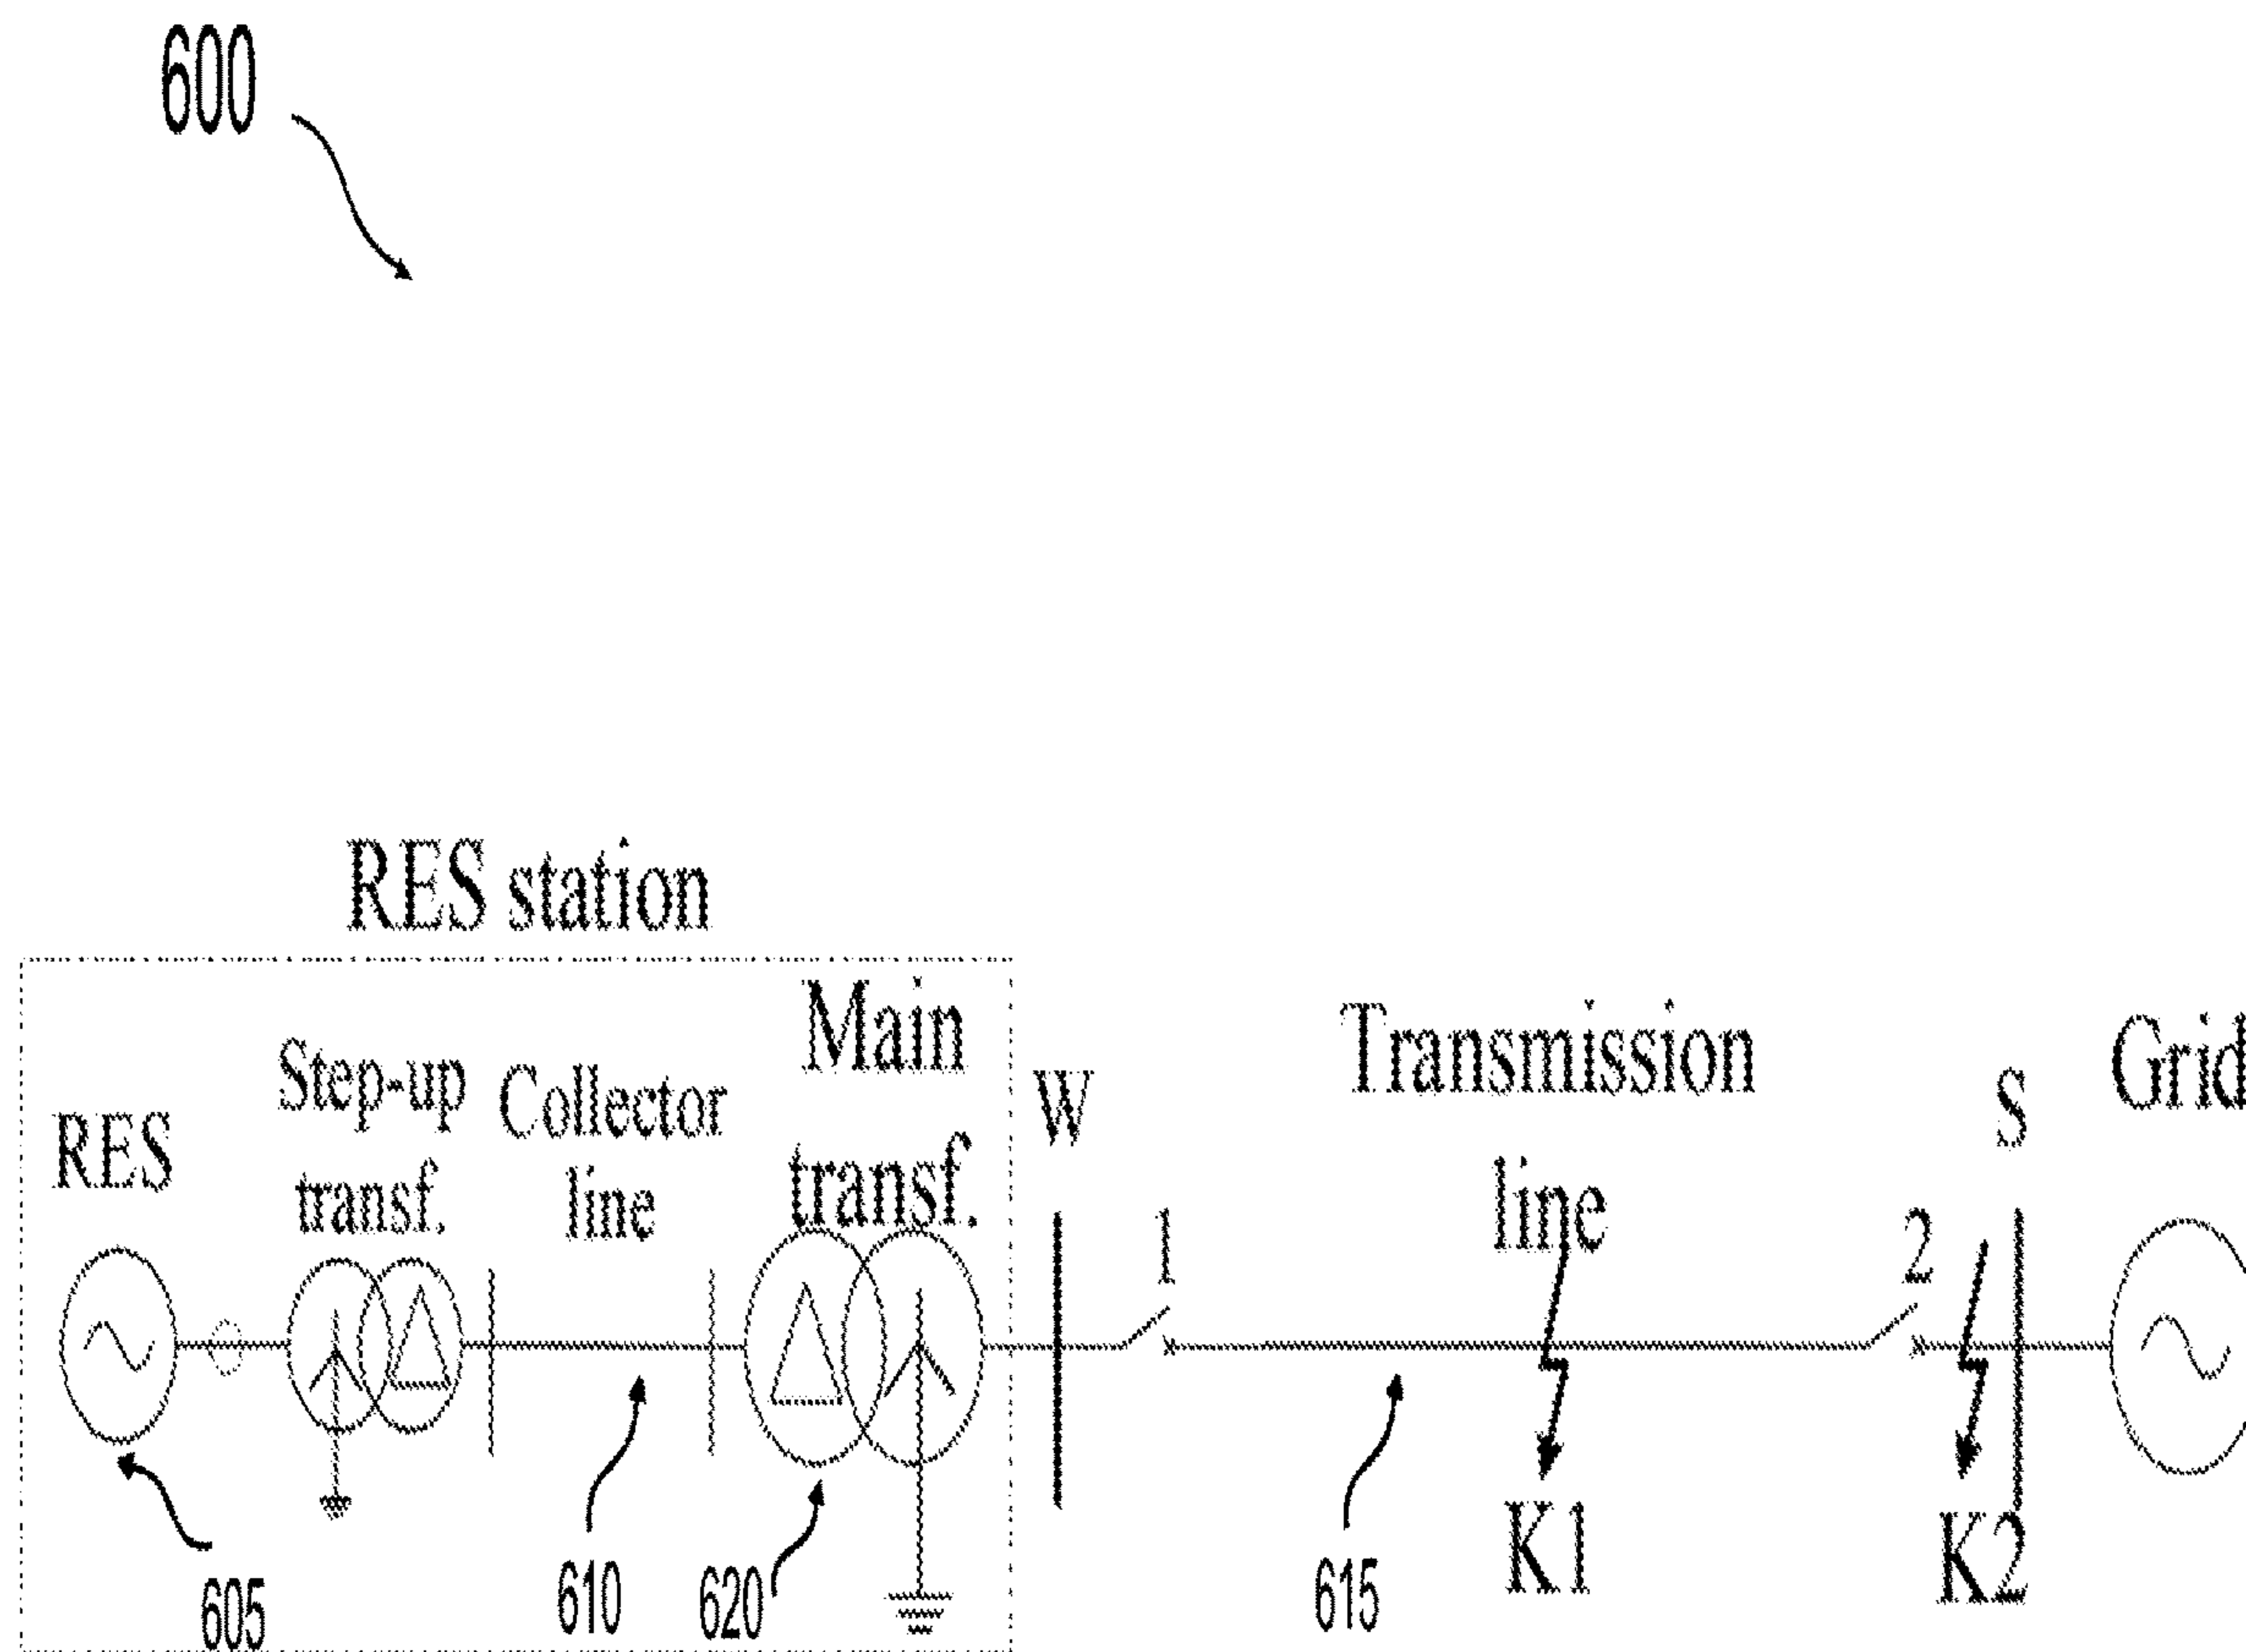 600
RES station
RES
Step-up
transf.
Collector
line
Main
transf.
W
1
Transmission
line
2
S
Grid
605
610
620
615
K1
K2